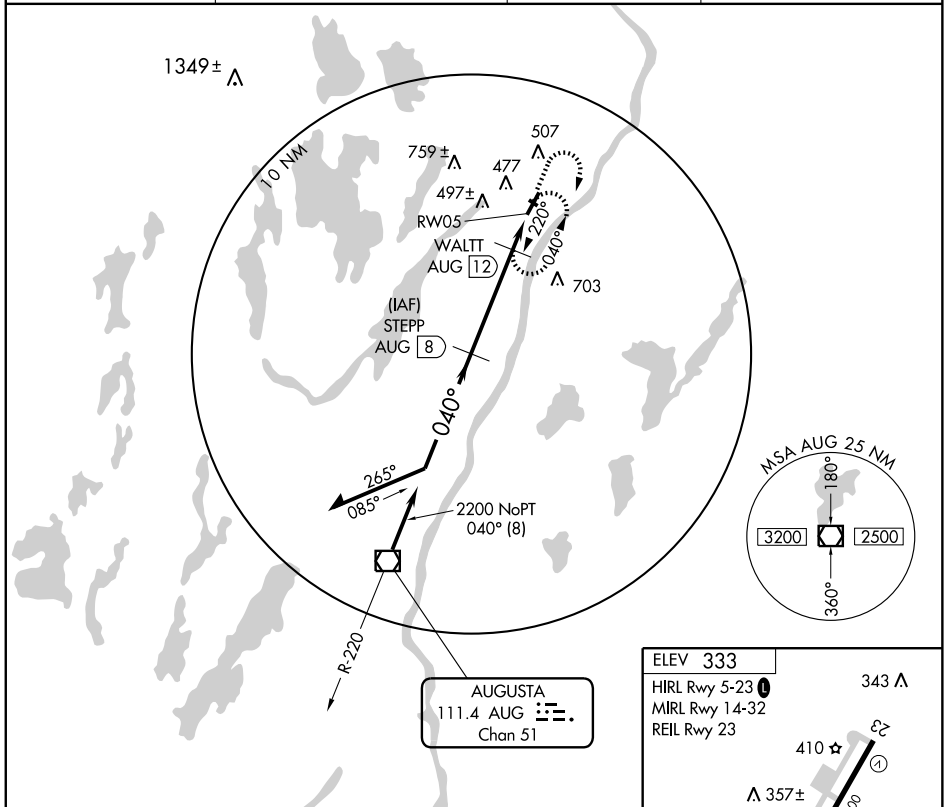 1349±
10 NM
759±
477
507
497±
RW05
220°
040°
WALTT
AUG 12
703
(IAF)
STEPP
AUG 8
040°
265°
085°
2200 NoPT
040° (8)
R-220
AUGUSTA
111.4 AUG
Chan 51
MSA AUG 25 NM
180°
3200
2500
360°
ELEV 333
HIRL Rwy 5-23 L
MIRL Rwy 14-32
REIL Rwy 23
343
23
410
V
357±